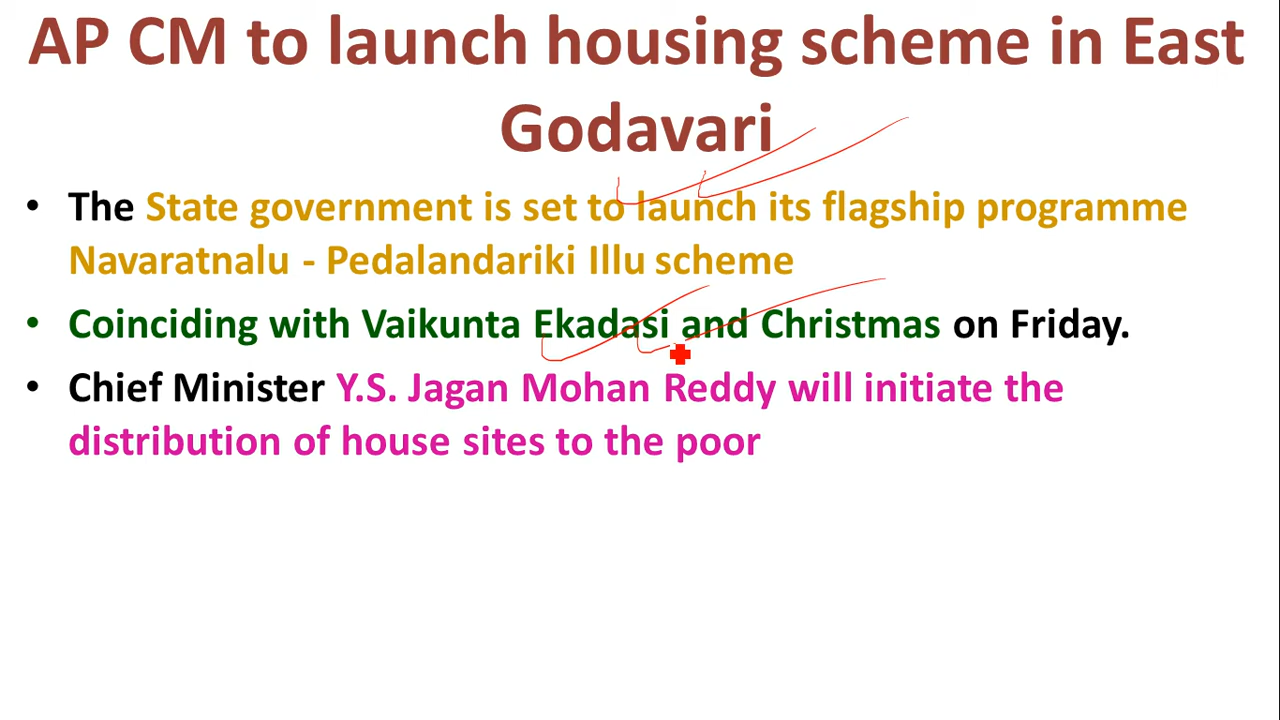 AP CM to launch housing scheme in East
Godavari
• The State government is set to launch its flagship programme
Navaratnalu - Pedalandariki Illu scheme
• Coinciding with Vaikunta Ekadasi and Christmas on Friday.
• Chief Minister Y.S. Jagan Mohan Reddy will initiate the
distribution of house sites to the poor